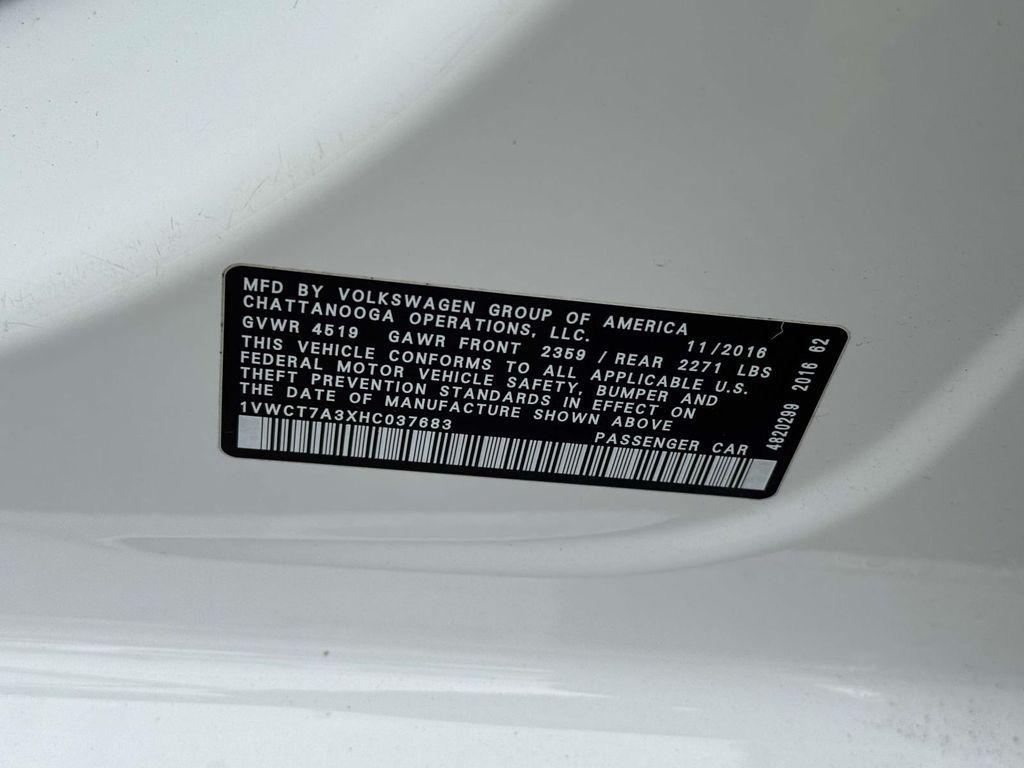 MFD BY VOLKSWAGEN GROUP OF AMERICA
CHATTANOOGA OPERATIONS, LLC. 11/2016
GVWR 4519 GAWR FRONT 2359 / REAR 2271 LBS
THIS VEHICLE CONFORMS TO ALL APPLICABLE U.S.
FEDERAL MOTOR VEHICLE SAFETY, BUMPER AND
THEFT PREVENTION STANDARDS IN EFFECT ON
THE DATE OF MANUFACTURE SHOWN ABOVE
1VWCT7A3XHC037683 PASSENGER CAR
4820299 2016 62